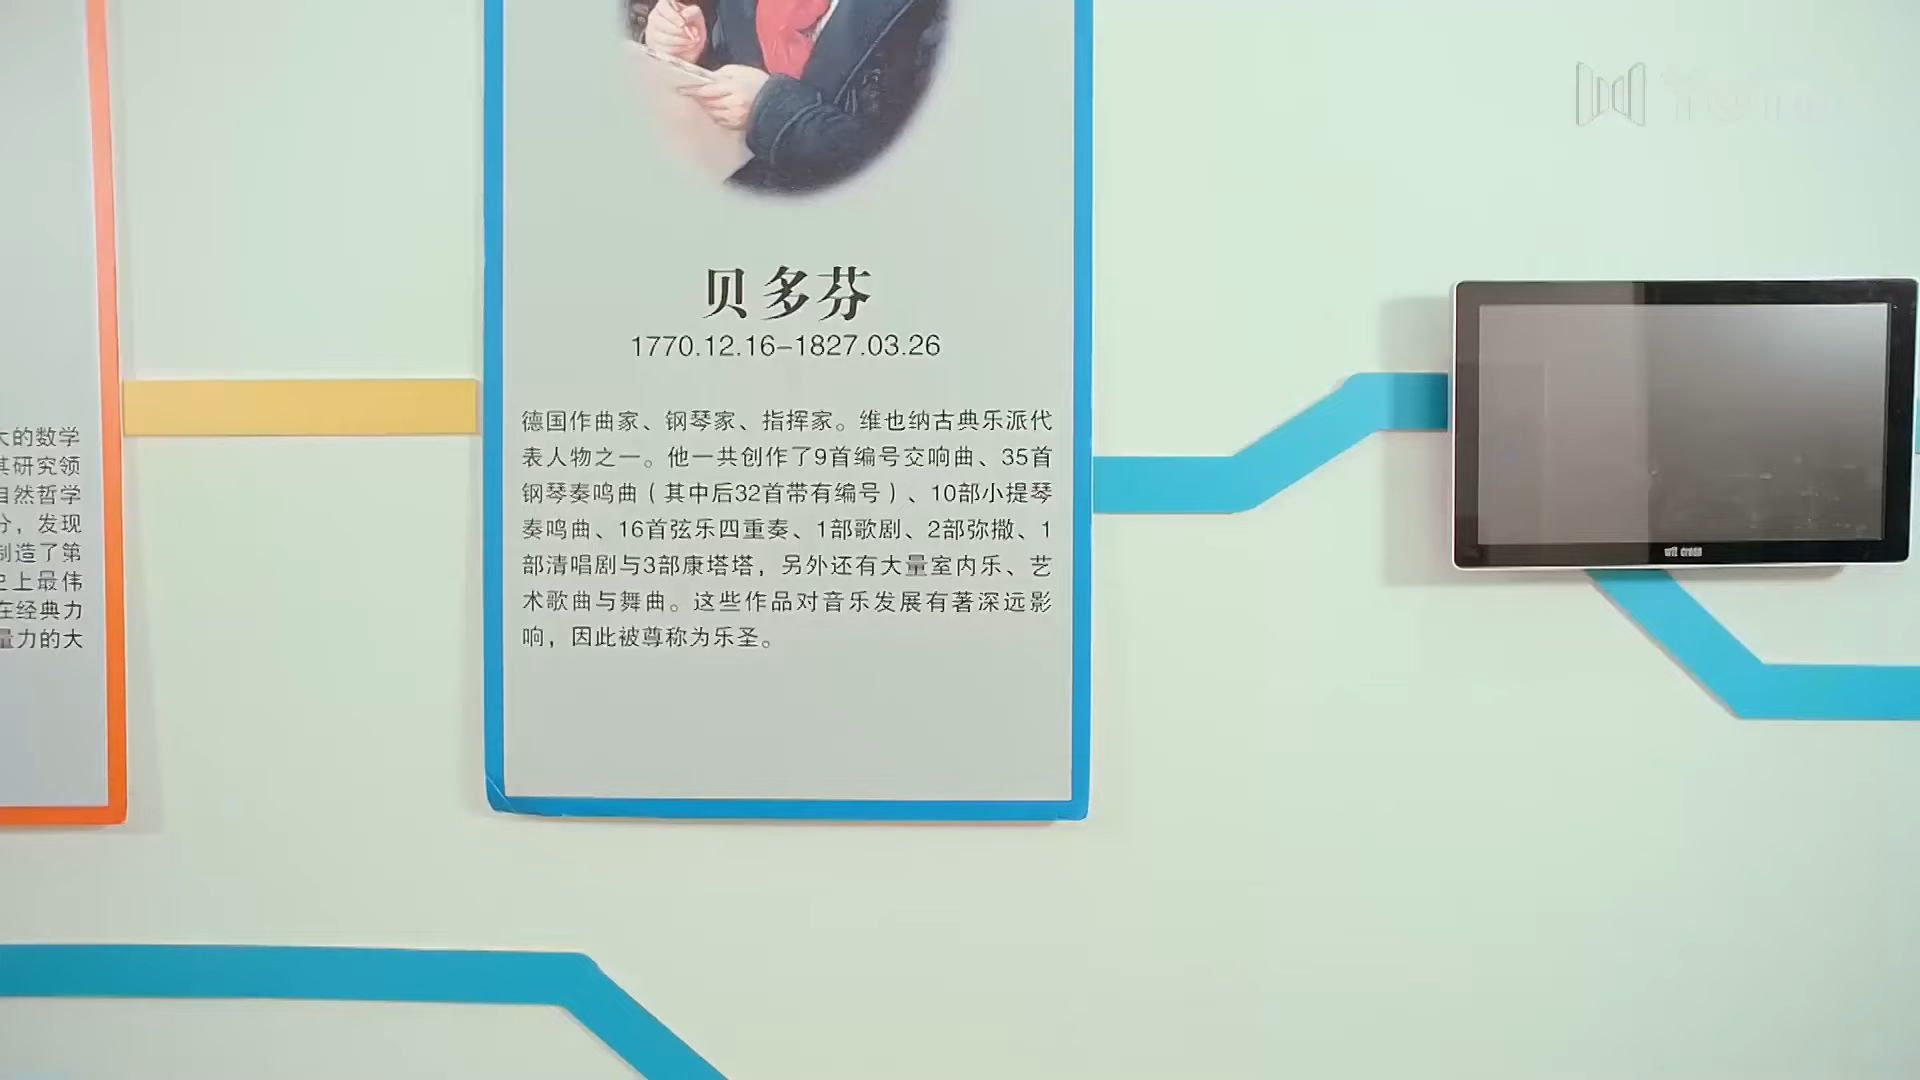 大的数学
其研究领
自然哲学
分，发现
制造了第
史上最伟
在经典力
量力的大
贝多芬
1770.12.16–1827.03.26
德国作曲家、钢琴家、指挥家。维也纳古典乐派代
表人物之一。他一共创作了9首编号交响曲、35首
钢琴奏鸣曲（其中后32首带有编号）、10部小提琴
奏鸣曲、16首弦乐四重奏、1部歌剧、2部弥撒、1
部清唱剧与3部康塔塔，另外还有大量室内乐、艺
术歌曲与舞曲。这些作品对音乐发展有著深远影
响，因此被尊称为乐圣。